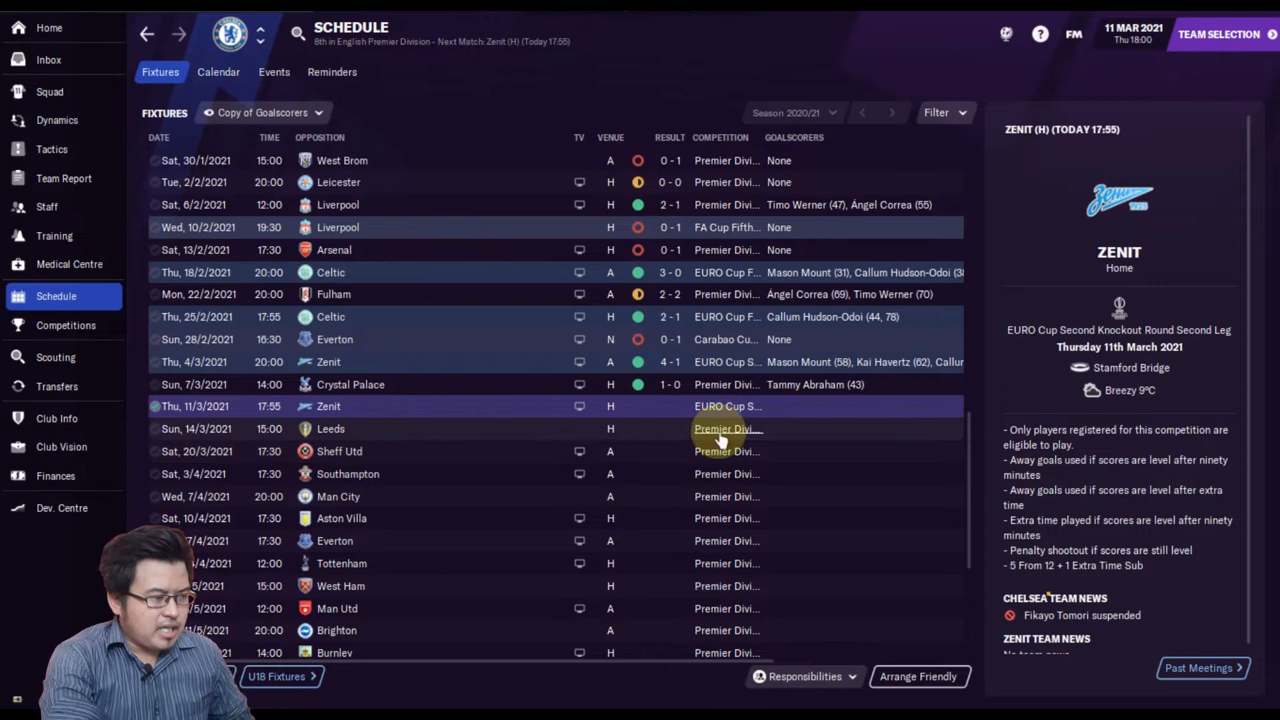 Home
Inbox
Squad
Dynamics
Tactics
Team Report
Staff
Training
Medical Centre
Schedule
Competitions
Scouting
Transfers
Club Info
Club Vision
Finances
Dev. Centre
SCHEDULE
8th in English Premier Division - Next Match: Zenit (H) (Today 17:55)
FM
11 MAR 2021
Thu 18:00
TEAM SELECTION
Fixtures Calendar Events Reminders
FIXTURES Copy of Goalscorers Season 2020/21 Filter
DATE TIME OPPOSITION TV VENUE RESULT COMPETITION GOALSCORERS
Sat, 30/1/2021 15:00 West Brom A 0 - 1 Premier Divi... None
Tue, 2/2/2021 20:00 Leicester H 0 - 0 Premier Divi... None
Sat, 6/2/2021 12:00 Liverpool H 2 - 1 Premier Divi... Timo Werner (47), Ángel Correa (55)
Wed, 10/2/2021 19:30 Liverpool H 0 - 1 FA Cup Fifth... None
Sat, 13/2/2021 17:30 Arsenal H 0 - 1 Premier Divi... None
Thu, 18/2/2021 20:00 Celtic A 3 - 0 EURO Cup F... Mason Mount (31), Callum Hudson-Odoi (38
Mon, 22/2/2021 20:00 Fulham A 2 - 2 Premier Divi... Ángel Correa (69), Timo Werner (70)
Thu, 25/2/2021 17:55 Celtic H 2 - 1 EURO Cup F... Callum Hudson-Odoi (44, 78)
Sun, 28/2/2021 16:30 Everton N 0 - 1 Carabao Cu... None
Thu, 4/3/2021 20:00 Zenit A 4 - 1 EURO Cup S... Mason Mount (58), Kai Havertz (62), Callum
Sun, 7/3/2021 14:00 Crystal Palace H 1 - 0 Premier Divi... Tammy Abraham (43)
Thu, 11/3/2021 17:55 Zenit H EURO Cup S...
Sun, 14/3/2021 15:00 Leeds H Premier Divi...
Sat, 20/3/2021 17:30 Sheff Utd A Premier Divi...
Sat, 3/4/2021 17:30 Southampton A Premier Divi...
Wed, 7/4/2021 20:00 Man City A Premier Divi...
Sat, 10/4/2021 17:30 Aston Villa H Premier Divi...
7/4/2021 17:30 Everton A Premier Divi...
4/2021 17:30 Tottenham H Premier Divi...
5/2021 15:00 West Ham H Premier Divi...
5/2021 12:00 Man Utd A Premier Divi...
5/2021 20:00 Brighton A Premier Divi...
/2021 14:00 Burnley H Premier Divi...
U18 Fixtures
Responsibilities
Arrange Friendly
ZENIT (H) (TODAY 17:55)
ZENIT
Home
EURO Cup Second Knockout Round Second Leg
Thursday 11th March 2021
Stamford Bridge
Breezy 9ºC
- Only players registered for this competition are
eligible to play.
- Away goals used if scores are level after ninety
minutes
- Away goals used if scores are level after extra
time
- Extra time played if scores are level after ninety
minutes
- Penalty shootout if scores are still level
- 5 From 12 + 1 Extra Time Sub
CHELSEA TEAM NEWS
Fikayo Tomori suspended
ZENIT TEAM NEWS
Past Meetings